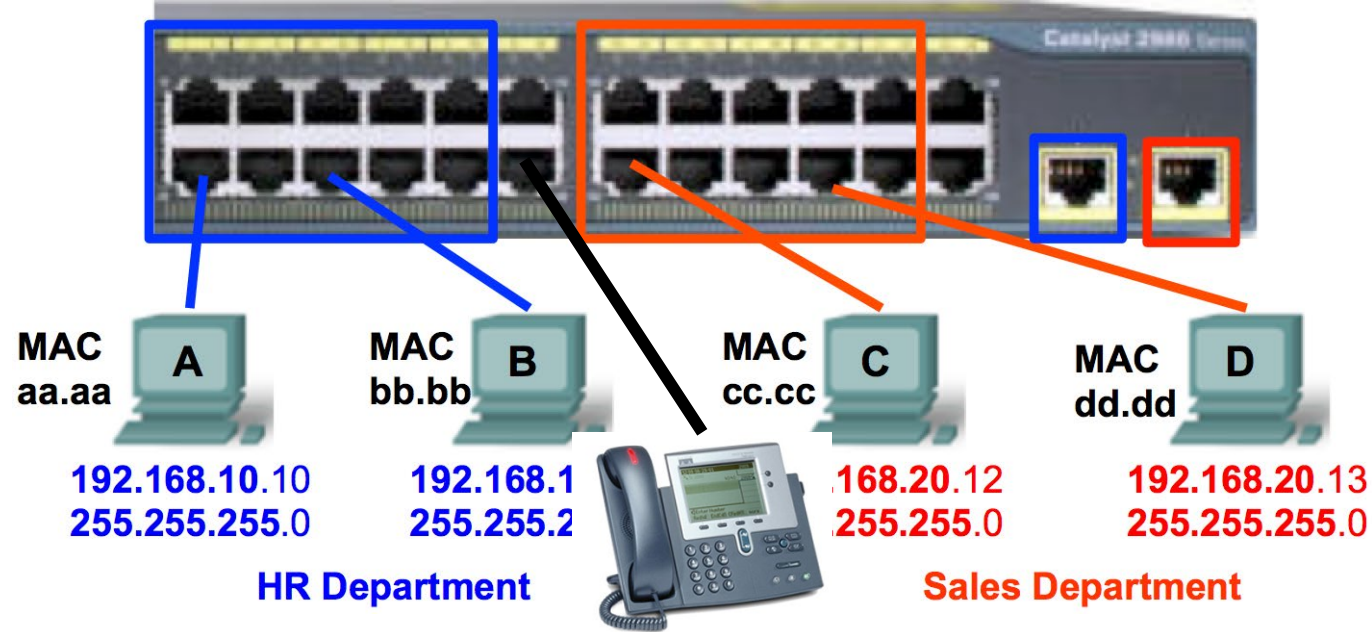 Catalyst 2960 Series
MAC
aa.aa
A
MAC
bb.bb
B
MAC
cc.cc
C
MAC
dd.dd
D
192.168.10.10
255.255.255.0
192.168.1
255.255.2
.168.20.12
.255.255.0
192.168.20.13
255.255.255.0
HR Department
Sales Department